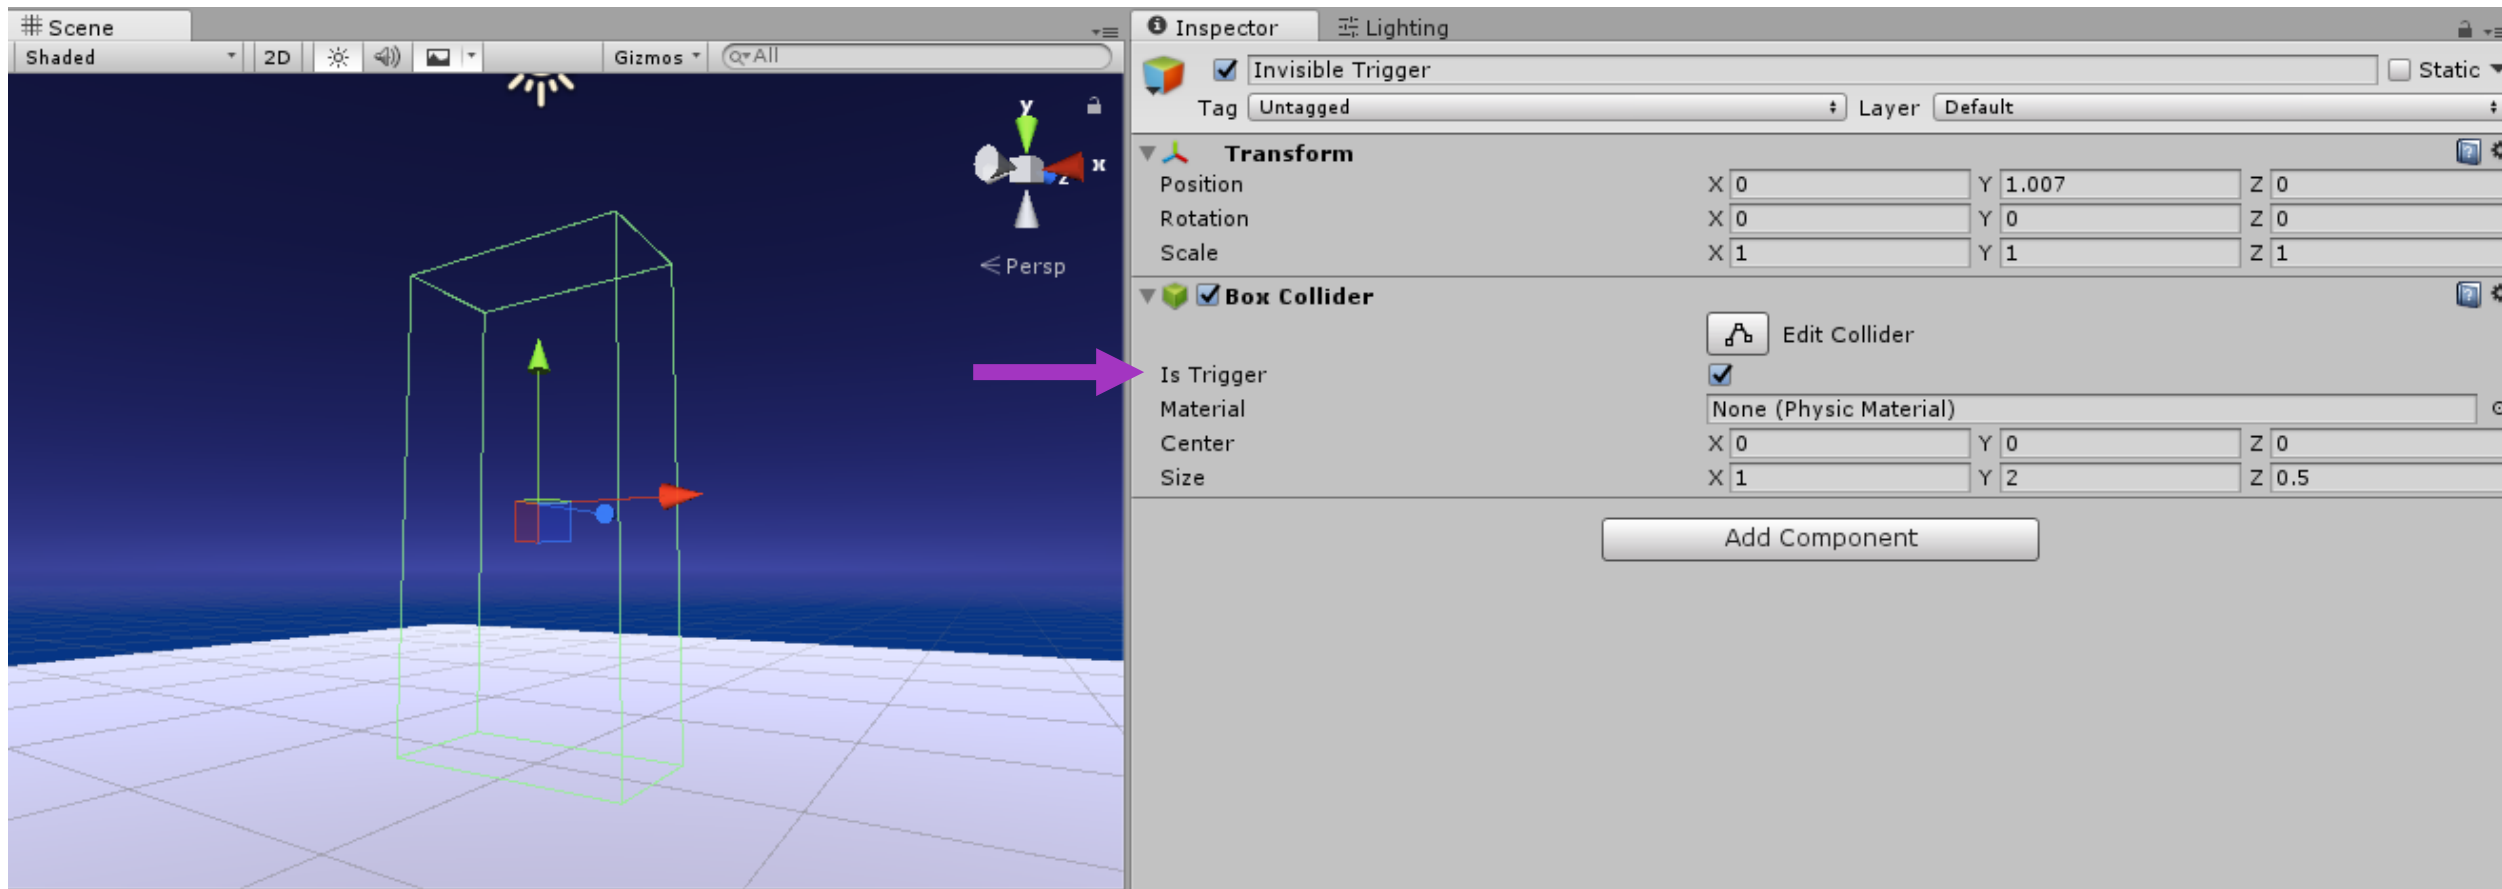 Scene
Shaded 2D Gizmos All
y
x
z
Persp
Inspector Lighting
Invisible Trigger Static
Tag Untagged Layer Default
Transform
Position X 0 Y 1.007 Z 0
Rotation X 0 Y 0 Z 0
Scale X 1 Y 1 Z 1
Box Collider
Edit Collider
Is Trigger
Material None (Physic Material)
Center X 0 Y 0 Z 0
Size X 1 Y 2 Z 0.5
Add Component